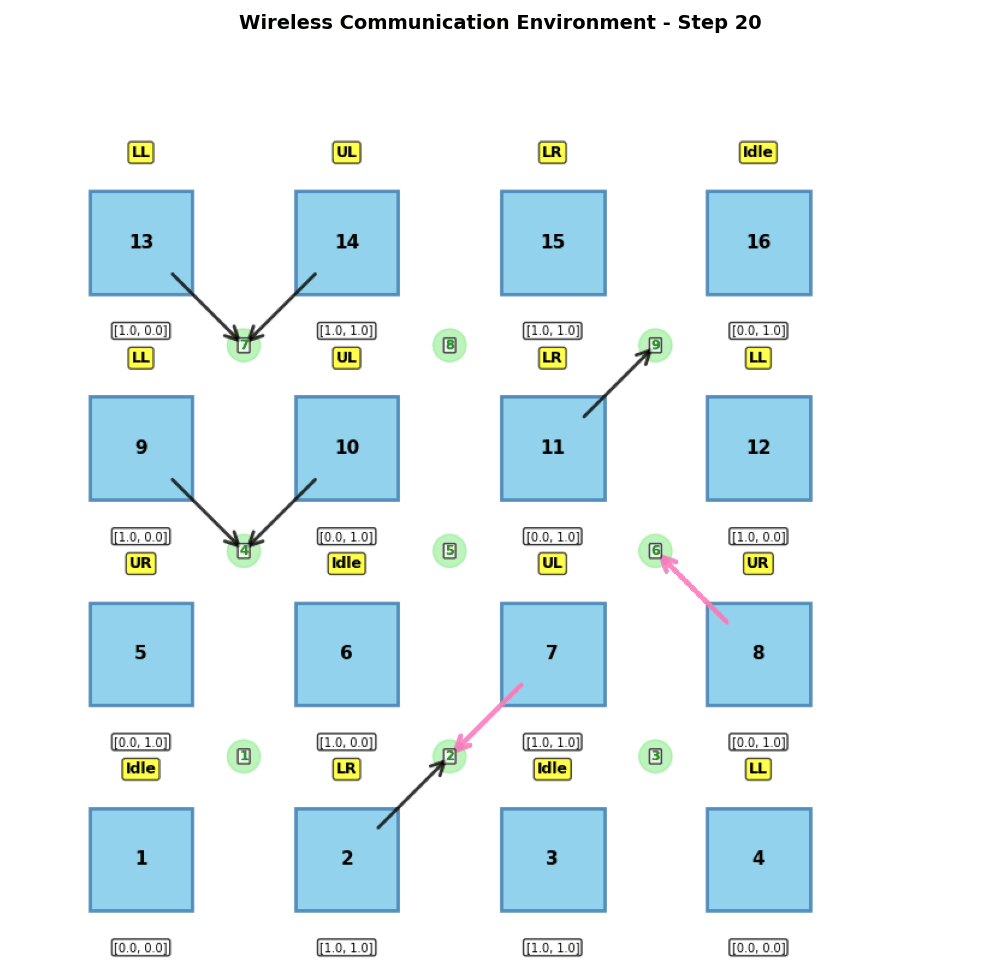 Wireless Communication Environment - Step 20
LL UL LR Idle
13 14 15 16
[1.0, 0.0] [1.0, 1.0] [1.0, 1.0] [0.0, 1.0]
7 8 9
LL UL LR LL
9 10 11 12
[1.0, 0.0] [0.0, 1.0] [0.0, 1.0] [1.0, 0.0]
4 5 6
UR Idle UL UR
5 6 7 8
[0.0, 1.0] [1.0, 0.0] [1.0, 1.0] [0.0, 1.0]
1 2 3
Idle LR Idle LL
1 2 3 4
[0.0, 0.0] [1.0, 1.0] [1.0, 1.0] [0.0, 0.0]